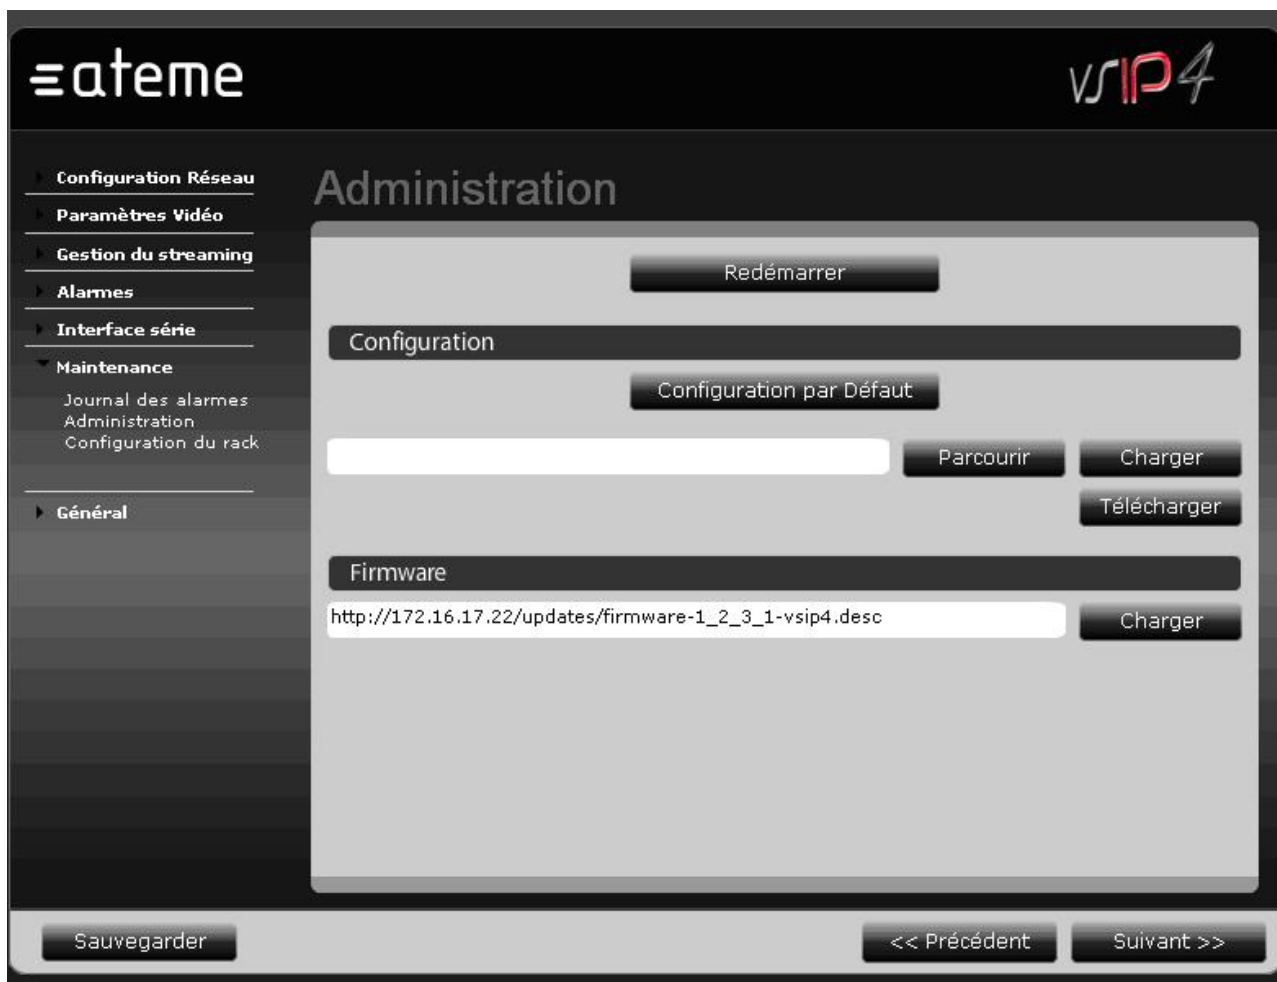 ateme
vsIP4
Configuration Réseau
Paramètres Vidéo
Gestion du streaming
Alarmes
Interface série
Maintenance
Journal des alarmes
Administration
Configuration du rack
Général
Administration
Redémarrer
Configuration
Configuration par Défaut
Parcourir
Charger
Télécharger
Firmware
http://172.16.17.22/updates/firmware-1_2_3_1-vsip4.desc
Charger
Sauvegarder
<< Précédent
Suivant >>